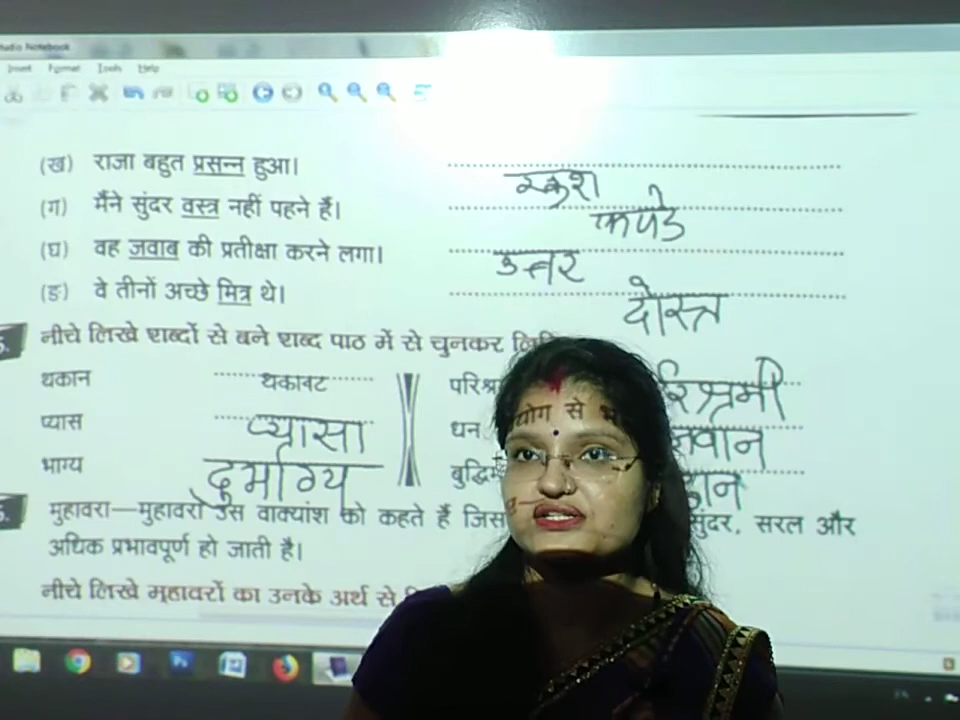 Notebook
Insert Format Tools Help
(ख) राजा बहुत प्रसन्न हुआ।
(ग) मैंने सुंदर वस्त्र नहीं पहने हैं।
कपडे
(घ) वह जवाब की प्रतीक्षा करने लगा।
उत्तर
(ङ) वे तीनों अच्छे मित्र थे।
दोस्त
नीचे लिखे शब्दों से बने शब्द पाठ में से चुनकर
थकान थकावट
प्यास प्यासा धन
भाग्य दुर्भाग्य
मुहावरा—मुहावरा उस वाक्यांश को कहते हैं सुंदर, सरल और
अधिक प्रभावपूर्ण हो जाती है।
नीचे लिखे मुहावरों का उनके अर्थ से